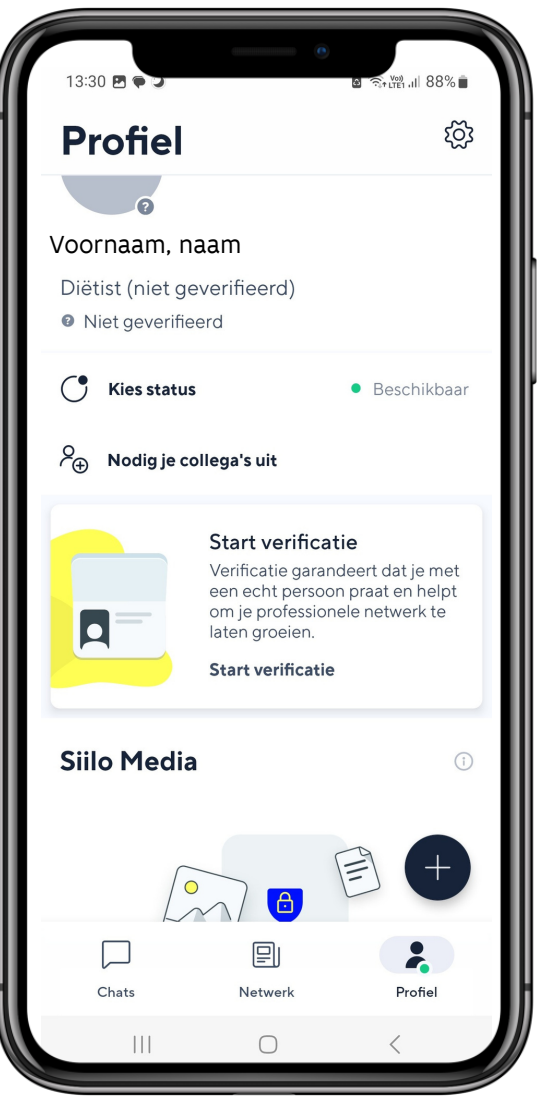 13:30 Vo)) LTE1 88%
Profiel
Voornaam, naam
Diëtist (niet geverifieerd)
? Niet geverifieerd
Kies status Beschikbaar
Nodig je collega's uit
Start verificatie
Verificatie garandeert dat je met
een echt persoon praat en helpt
om je professionele netwerk te
laten groeien.
Start verificatie
Siilo Media
Chats Netwerk Profiel